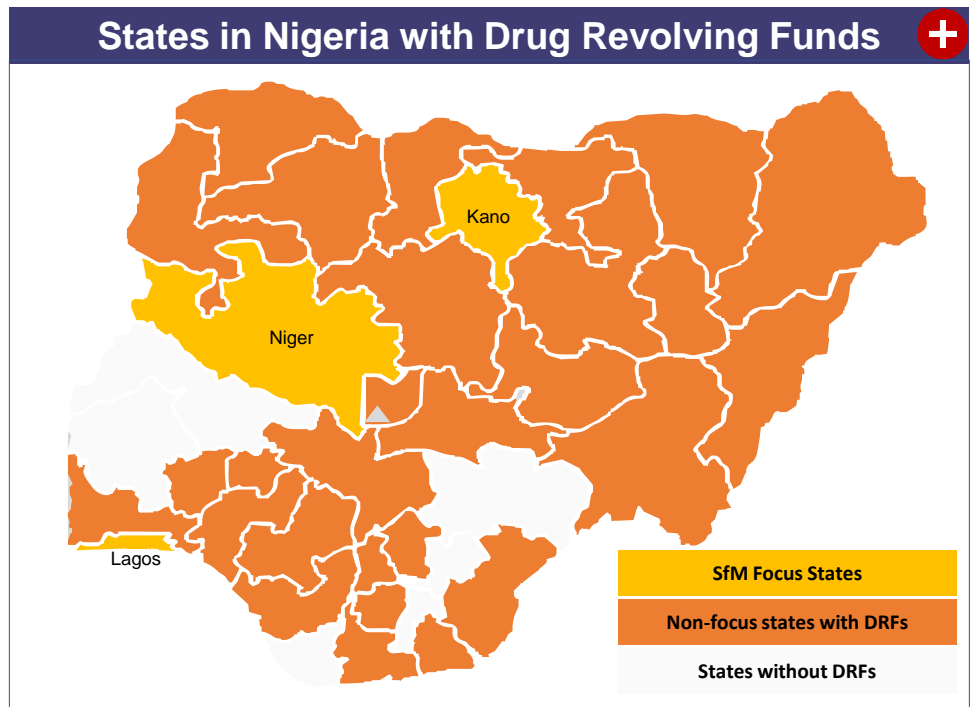 States in Nigeria with Drug Revolving Funds
Kano
Niger
Lagos
SfM Focus States
Non-focus states with DRFs
States without DRFs